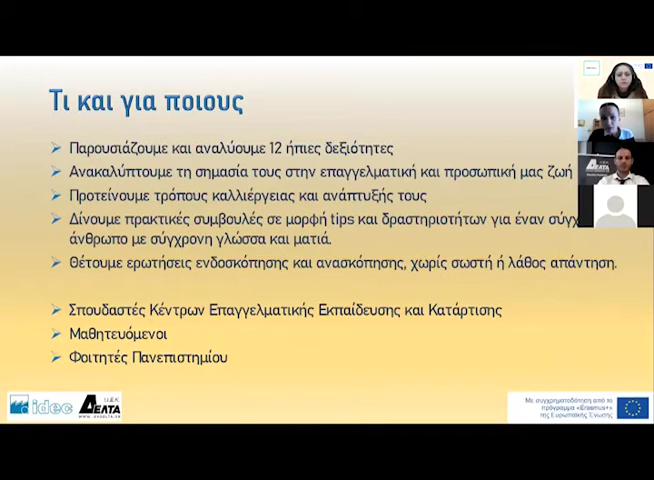 Τι και για ποιους
Παρουσιάζουμε και αναλύουμε 12 ήπιες δεξιότητες
Ανακαλύπτουμε τη σημασία τους στην επαγγελματική και προσωπική μας ζωή
Προτείνουμε τρόπους καλλιέργειας και ανάπτυξής τους
Δίνουμε πρακτικές συμβουλές σε μορφή tips και δραστηριοτήτων για έναν
άνθρωπο με σύγχρονη γλώσσα και ματιά.
Θέτουμε ερωτήσεις ενδοσκόπησης και ανασκόπησης, χωρίς σωστή ή λάθος απάντηση.
Σπουδαστές Κέντρων Επαγγελματικής Εκπαίδευσης και Κατάρτισης
Μαθητευόμενοι
Φοιτητές Πανεπιστημίου
idec
ΔΕΛΤΑ
Με συγχρηματοδότηση από το
πρόγραμμα «Erasmus+»
της Ευρωπαϊκής Ένωσης